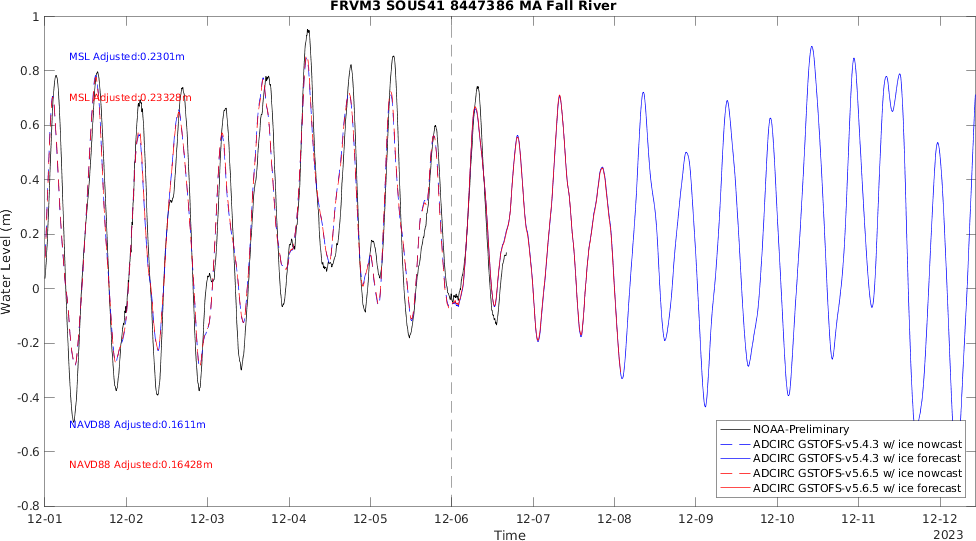 FRVM3 SOUS41 8447386 MA Fall River
1
0.8
0.6
0.4
0.2
0
-0.2
-0.4
-0.6
-0.8
Water Level (m)
MSL Adjusted:0.2301m
MSL Adjusted:0.23328m
NAVD88 Adjusted:0.1611m
NAVD88 Adjusted:0.16428m
NOAA-Preliminary
ADCIRC GSTOFS-v5.4.3 w/ ice nowcast
ADCIRC GSTOFS-v5.4.3 w/ ice forecast
ADCIRC GSTOFS-v5.6.5 w/ ice nowcast
ADCIRC GSTOFS-v5.6.5 w/ ice forecast
12-01 12-02 12-03 12-04 12-05 12-06 12-07 12-08 12-09 12-10 12-11 12-12
Time
2023